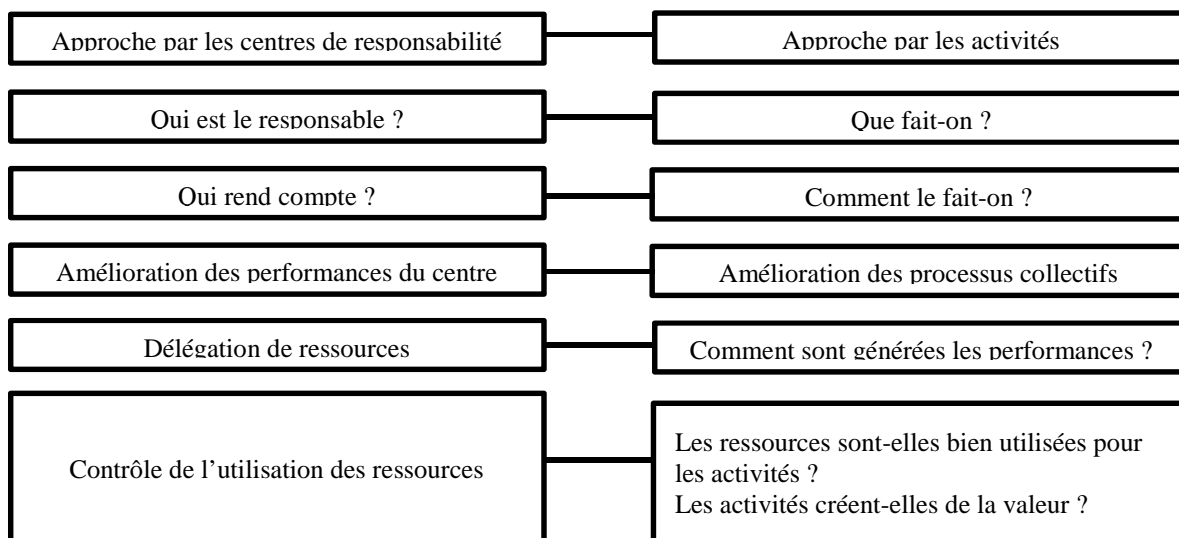 Approche par les centres de responsabilité
Approche par les activités
Qui est le responsable ?
Que fait-on ?
Qui rend compte ?
Comment le fait-on ?
Amélioration des performances du centre
Amélioration des processus collectifs
Délégation de ressources
Comment sont générées les performances ?
Contrôle de l’utilisation des ressources
Les ressources sont-elles bien utilisées pour
les activités ?
Les activités créent-elles de la valeur ?